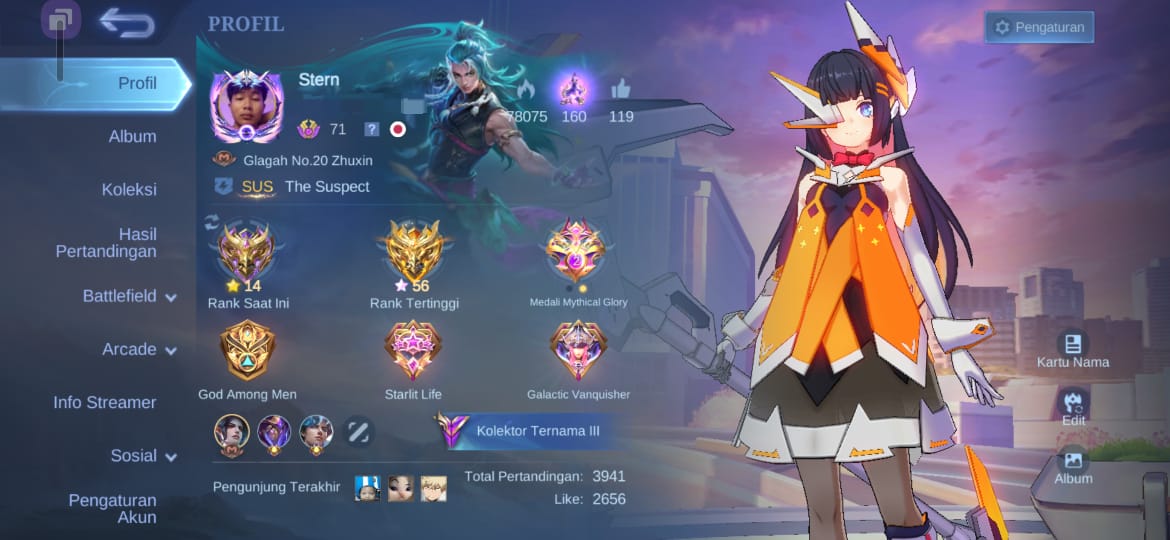 PROFIL
Pengaturan
Profil
Stern
78075
160
119
71
?
Album
Glagah No.20 Zhuxin
SUS The Suspect
Koleksi
Hasil
Pertandingan
14
56
2
Rank Saat Ini
Rank Tertinggi
Medali Mythical Glory
Battlefield
Arcade
God Among Men
Starlit Life
Galactic Vanquisher
Kartu Nama
Info Streamer
Edit
Kolektor Ternama III
Sosial
Pengunjung Terakhir
Total Pertandingan: 3941
Like: 2656
Album
Pengaturan
Akun